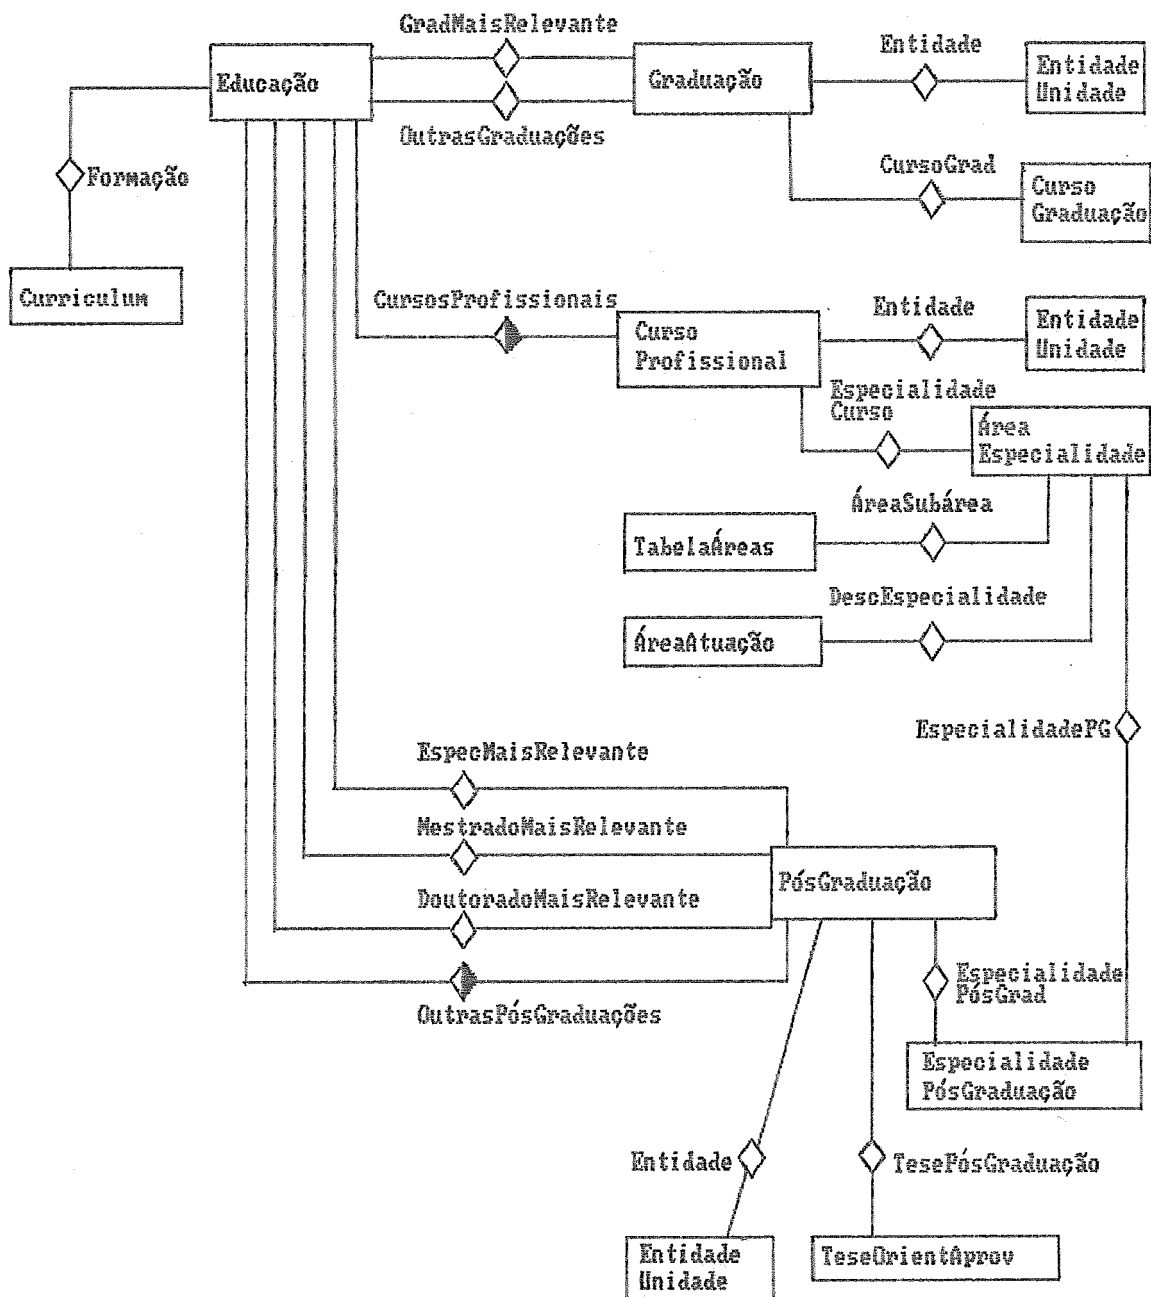 GradMaisRelevante
Educação
Graduação
Entidade
Entidade
Unidade
OutrasGraduações
CursoGrad
Curso
Graduação
Formação
Curriculum
CursosProfissionais
Curso
Profissional
Entidade
Entidade
Unidade
Especialidade
Curso
Área
Especialidade
ÁreaSubárea
TabelaÁreas
DescEspecialidade
ÁreaAtuação
EspecialidadePG
EspecMaisRelevante
MestradoMaisRelevante
PósGraduação
DoutoradoMaisRelevante
OutrasPósGraduações
Especialidade
PósGrad
Especialidade
PósGraduação
Entidade
TesePósGraduação
Entidade
Unidade
TeseOrientAprov